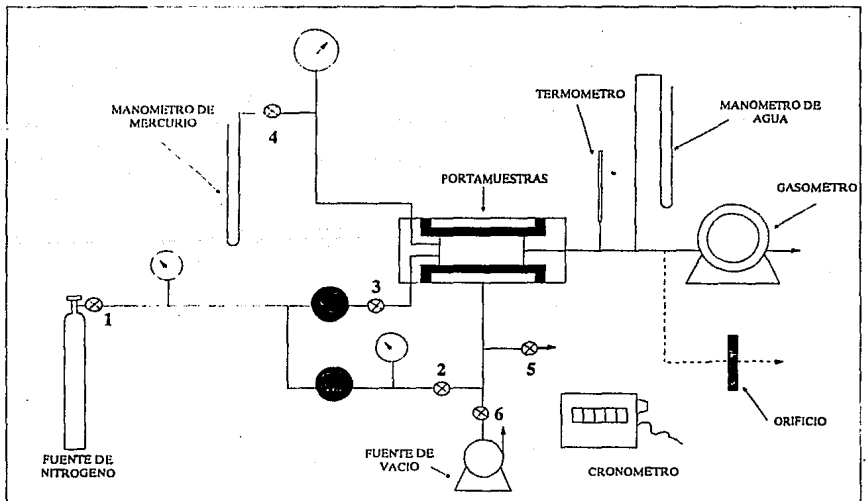 MANOMETRO DE
MERCURIO
4
TERMOMETRO
MANOMETRO DE
AGUA
PORTAMUESTRAS
GASOMETRO
3
1
2
5
6
FUENTE DE
NITROGENO
FUENTE DE
VACIO
CRONOMETRO
ORIFICIO